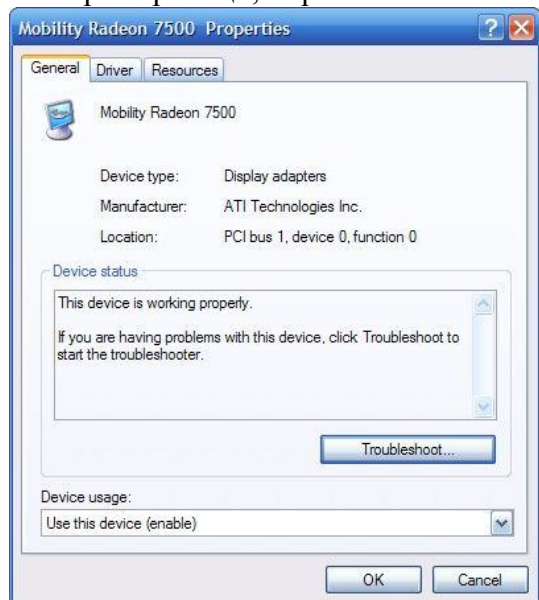 Mobility Radeon 7500 Properties
General Driver Resources
Mobility Radeon 7500
Device type: Display adapters
Manufacturer: ATI Technologies Inc.
Location: PCI bus 1, device 0, function 0
Device status
This device is working properly.
If you are having problems with this device, click Troubleshoot to
start the troubleshooter.
Troubleshoot...
Device usage:
Use this device (enable)
OK Cancel